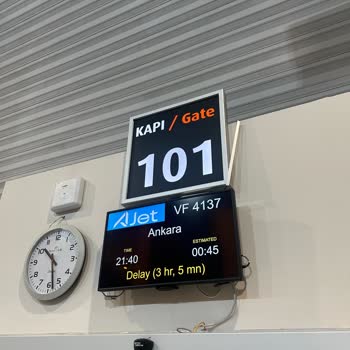 KAPI / Gate
101
AJet VF 4137
Ankara
TIME ESTIMATED
21:40 00:45
Delay (3 hr, 5 mn)